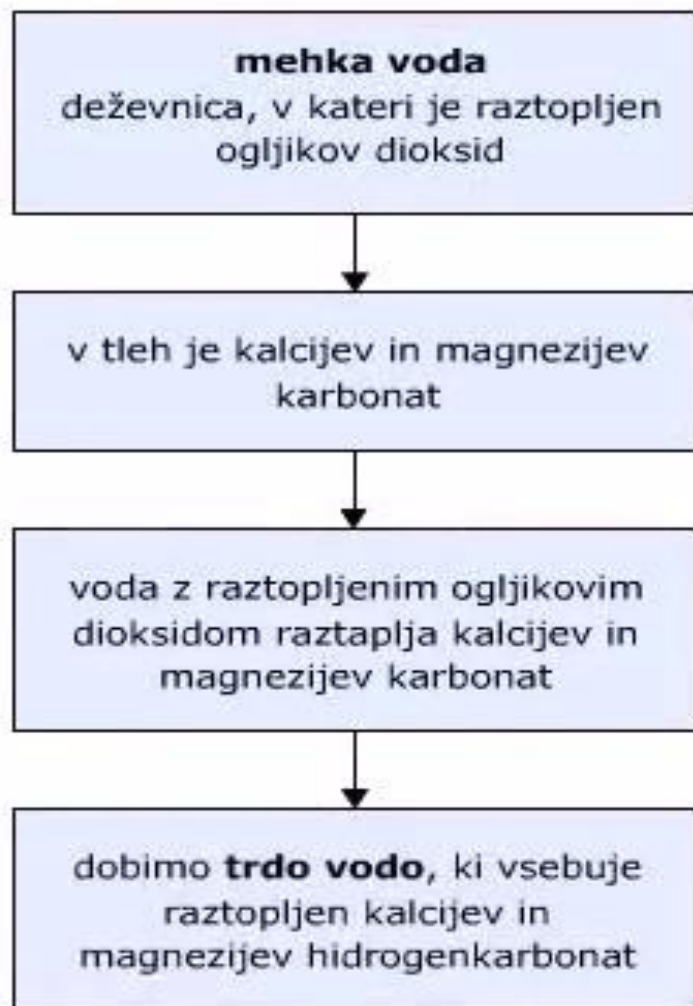 mehka voda
deževnica, v kateri je raztopljen
ogljikov dioksid
v tleh je kalcijev in magnezijev
karbonat
voda z raztopljenim ogljikovim
dioksidom raztaplja kalcijev in
magnezijev karbonat
dobimo trdo vodo, ki vsebuje
raztopljen kalcijev in
magnezijev hidrogenkarbonat